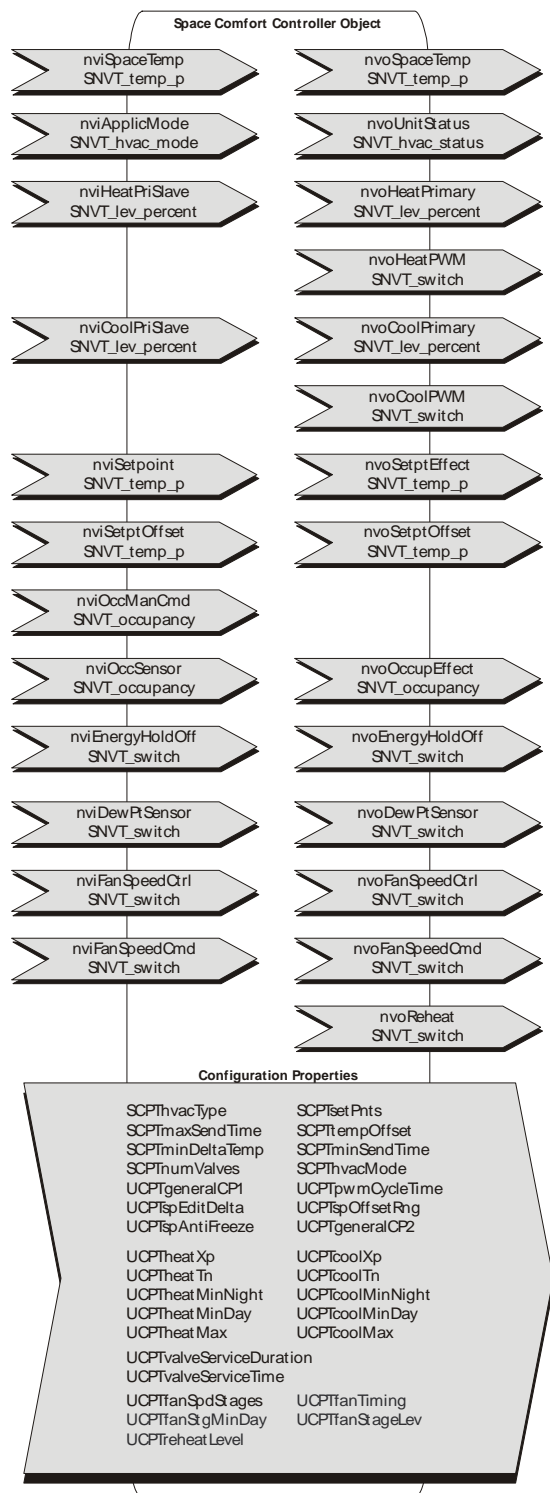 Space Comfort Controller Object
nviSpaceTemp
SNVT_temp_p
nvoSpaceTemp
SNVT_temp_p
nviApplicMode
SNVT_hvac_mode
nvoUnitStatus
SNVT_hvac_status
nviHeatPriSlave
SNVT_lev_percent
nvoHeatPrimary
SNVT_lev_percent
nvoHeatPWM
SNVT_switch
nviCoolPriSlave
SNVT_lev_percent
nvoCoolPrimary
SNVT_lev_percent
nvoCoolPWM
SNVT_switch
nviSetpoint
SNVT_temp_p
nvoSetptEffect
SNVT_temp_p
nviSetptOffset
SNVT_temp_p
nvoSetptOffset
SNVT_temp_p
nviOccManCmd
SNVT_occupancy
nviOccSensor
SNVT_occupancy
nvoOccupEffect
SNVT_occupancy
nviEnergyHoldOff
SNVT_switch
nvoEnergyHoldOff
SNVT_switch
nviDewPtSensor
SNVT_switch
nvoDewPtSensor
SNVT_switch
nviFanSpeedCtrl
SNVT_switch
nvoFanSpeedCtrl
SNVT_switch
nviFanSpeedCmd
SNVT_switch
nvoFanSpeedCmd
SNVT_switch
nvoReheat
SNVT_switch
Configuration Properties
SCPThvacType SCPTsetPnts
SCPTmaxSendTime SCPTtempOffset
SCPTminDeltaTemp SCPTminSendTime
SCPTnumValves SCPThvacMode
UCPTgeneralCP1 UCPTpwmCycleTime
UCPTspEditDelta UCPTspOffsetRng
UCPTspAntiFreeze UCPTgeneralCP2
UCPTheatXp UCPTcoolXp
UCPTheatTn UCPTcoolTn
UCPTheatMinNight UCPTcoolMinNight
UCPTheatMinDay UCPTcoolMinDay
UCPTheatMax UCPTcoolMax
UCPTvalveServiceDuration
UCPTvalveServiceTime
UCPTfanSpdStages UCPTfanTiming
UCPTfanStgMinDay UCPTfanStageLev
UCPTreheatLevel